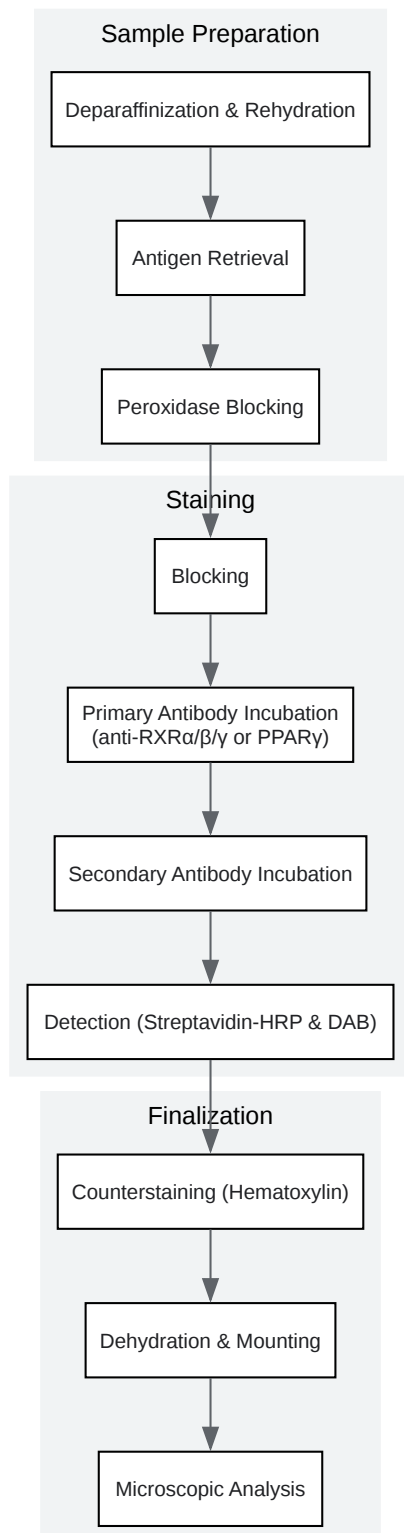 Sample Preparation
Deparaffinization & Rehydration
Antigen Retrieval
Peroxidase Blocking
Staining
Blocking
Primary Antibody Incubation
(anti-RXRα/β/γ or PPARγ)
Secondary Antibody Incubation
Detection (Streptavidin-HRP & DAB)
Finalization
Counterstaining (Hematoxylin)
Dehydration & Mounting
Microscopic Analysis